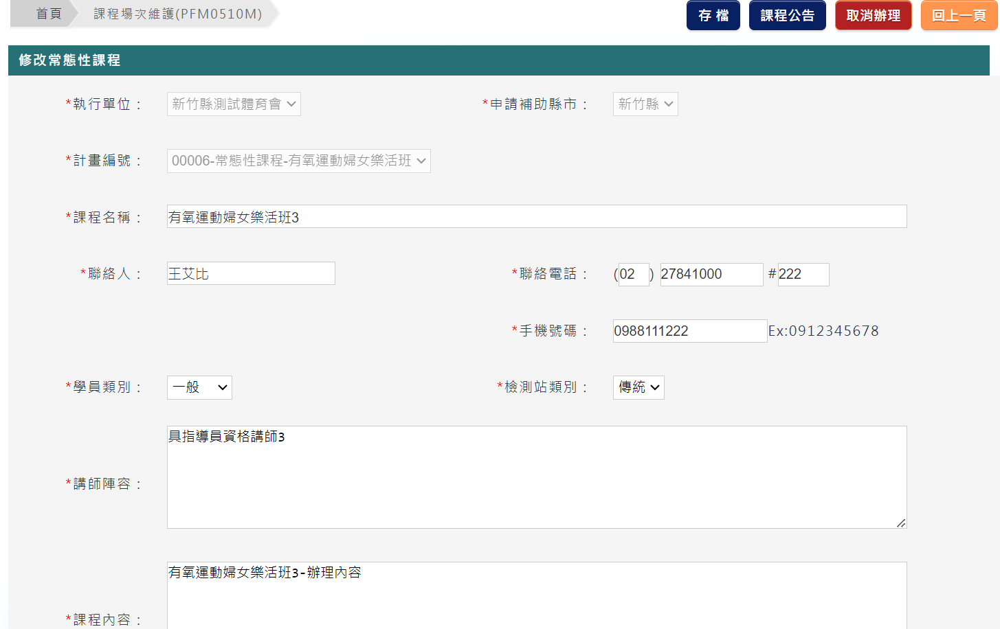 首頁 課程場次維護(PFM0510M) 存 檔 課程公告 取消辦理 回上一頁
修改常態性課程
*執行單位： 新竹縣測試體育會 *申請補助縣市： 新竹縣
*計畫編號： 00006-常態性課程-有氧運動婦女樂活班
*課程名稱： 有氧運動婦女樂活班3
*聯絡人： 王艾比 *聯絡電話： (02) 27841000 #222
*手機號碼： 0988111222 Ex:0912345678
*學員類別： 一般 *檢測站類別： 傳統
具指導員資格講師3
*講師陣容：
有氧運動婦女樂活班3-辦理內容
*課程內容：